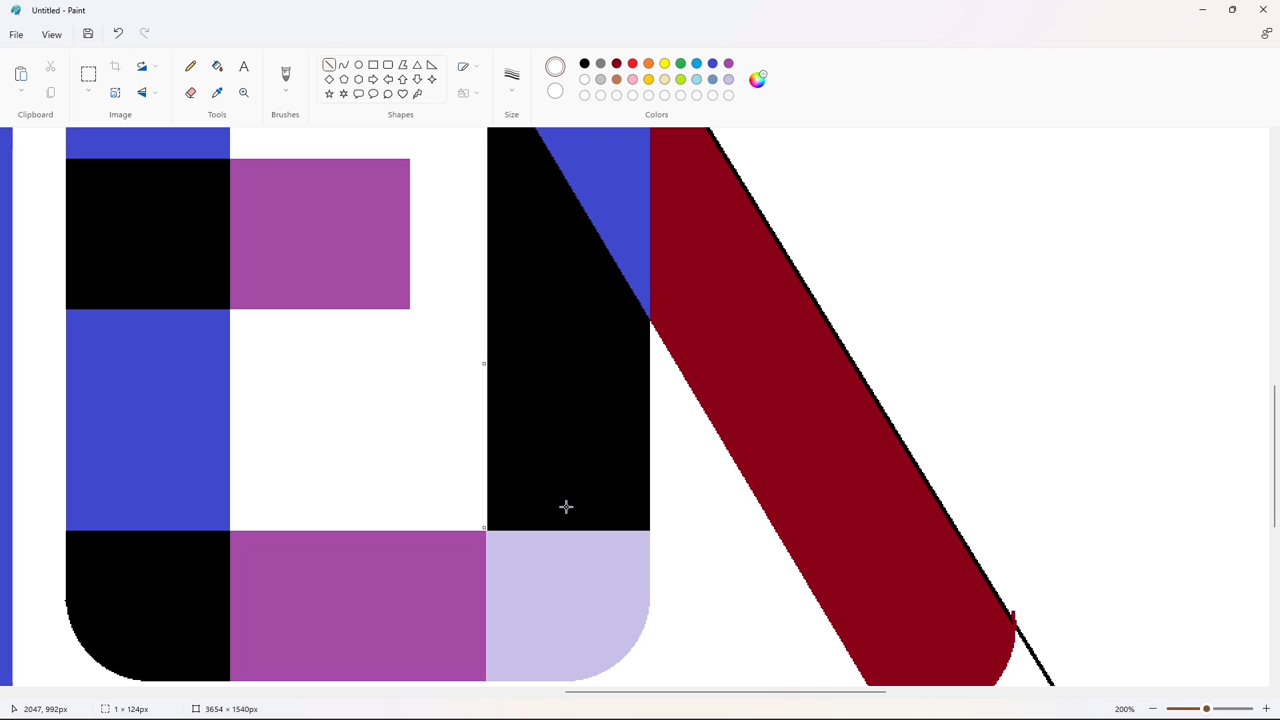 Untitled - Paint
File View
Clipboard Image Tools Brushes Shapes Size Colors
2047, 992px 1 × 124px 3654 × 1540px 200%